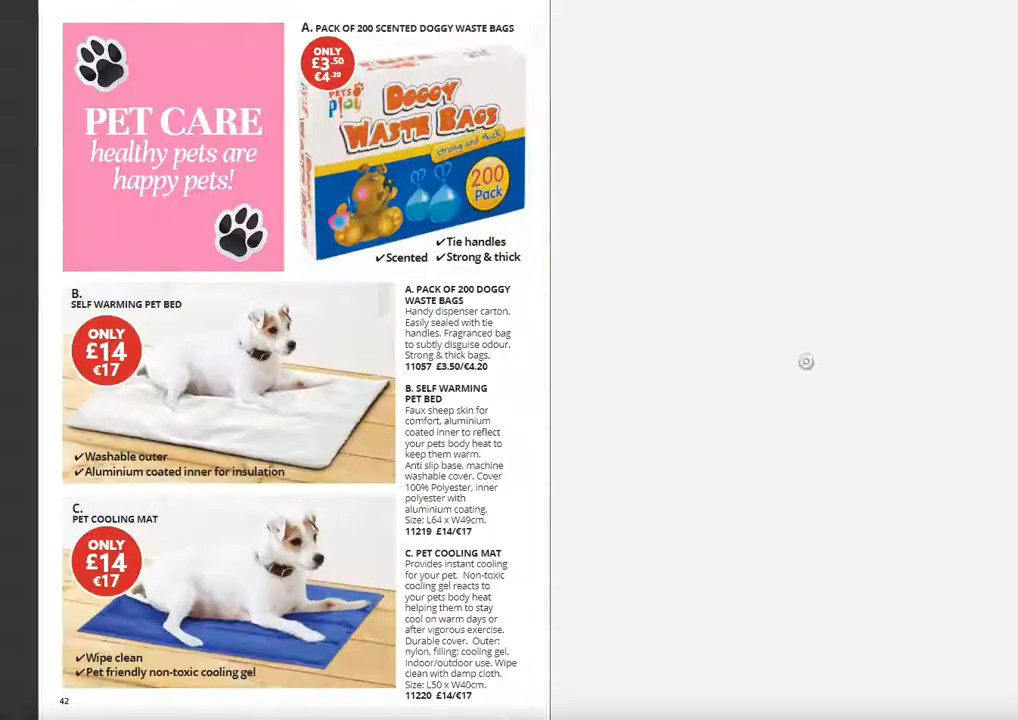 PET CARE
healthy pets are
happy pets!
A. PACK OF 200 SCENTED DOGGY WASTE BAGS
ONLY
£3.50
€4.20
PETS
play
DOGGY
WASTE BAGS
strong and thick
200
Pack
✓Tie handles
✓Scented ✓Strong & thick
B.
SELF WARMING PET BED
ONLY
£14
€17
✓Washable outer
✓Aluminium coated inner for insulation
C.
PET COOLING MAT
ONLY
£14
€17
✓Wipe clean
✓Pet friendly non-toxic cooling gel
A. PACK OF 200 DOGGY
WASTE BAGS
Handy dispenser carton.
Easily sealed with tie
handles. Fragranced bag
to subtly disguise odour.
Strong & thick bags.
11057 £3.50/€4.20
B. SELF WARMING
PET BED
Faux sheep skin for
comfort, aluminium
coated inner to reflect
your pets body heat to
keep them warm.
Anti slip base, machine
washable cover. Cover
100% Polyester, inner
polyester with
aluminium coating.
Size: L64 x W49cm.
11219 £14/€17
C. PET COOLING MAT
Provides instant cooling
for your pet. Non-toxic
cooling gel reacts to
your pets body heat
helping them to stay
cool on warm days or
after vigorous exercise.
Durable cover. Outer:
nylon, filling: cooling gel.
Indoor/outdoor use. Wipe
clean with damp cloth.
Size: L50 x W40cm.
11220 £14/€17
42